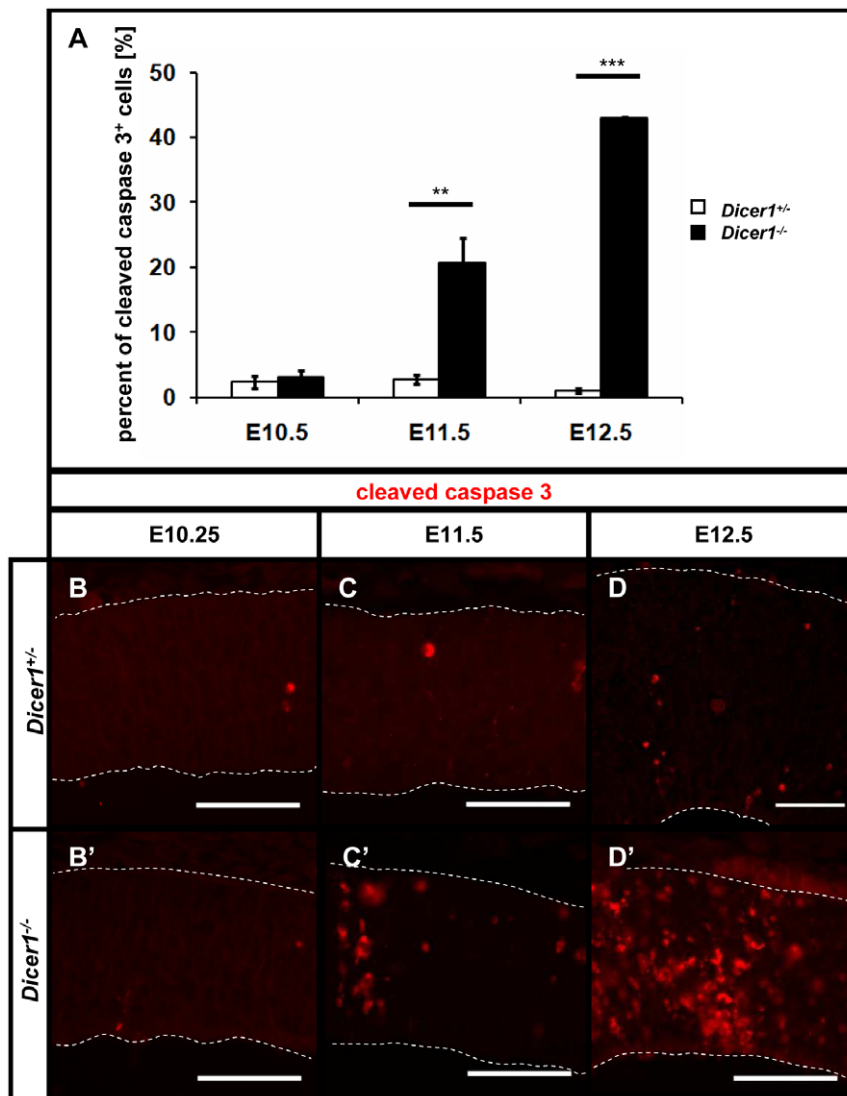 A
percent of cleaved caspase 3+ cells [%]
50
40
30
20
10
0
**
***
E10.5 E11.5 E12.5
Dicer1+/-
Dicer1-/-
cleaved caspase 3
E10.25 E11.5 E12.5
Dicer1+/-
B C D
Dicer1-/-
B’ C’ D’